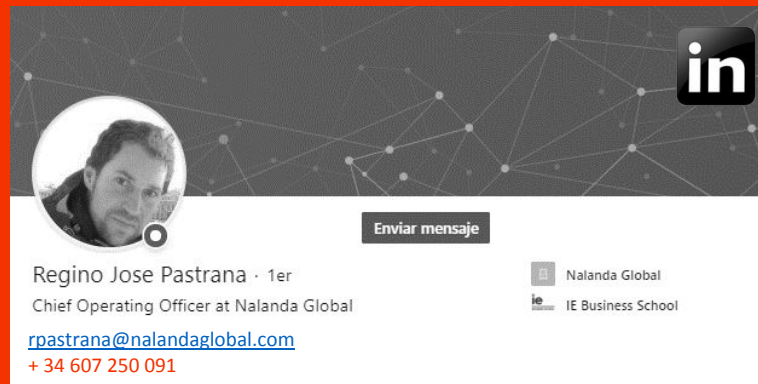 in
Enviar mensaje
Regino Jose Pastrana · 1er
Nalanda Global
Chief Operating Officer at Nalanda Global
ie IE Business School
rpastrana@nalandaglobal.com
+ 34 607 250 091